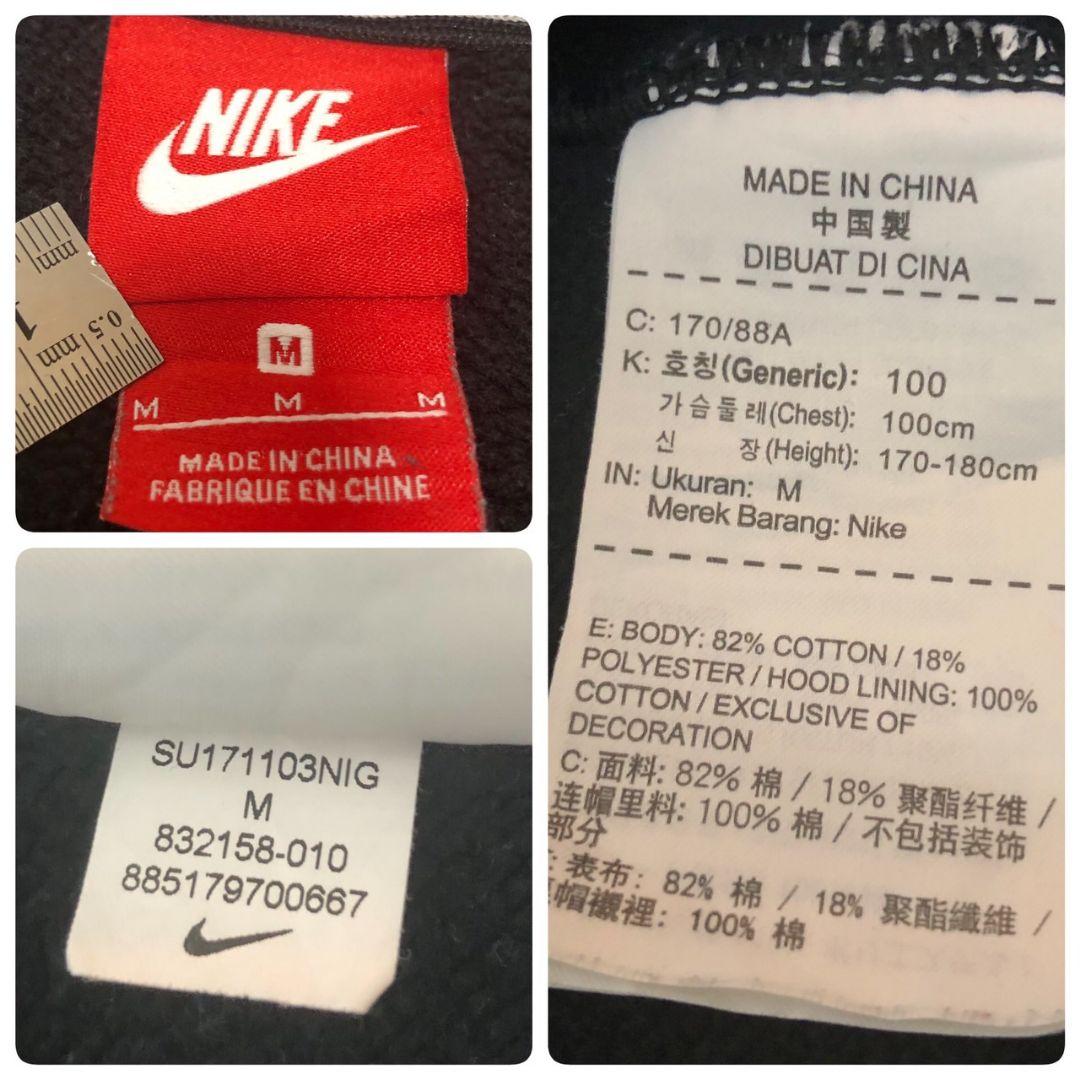 NIKE
M
M M M
MADE IN CHINA
FABRIQUE EN CHINE
mm
0.5 mm
1
SU171103NIG
M
832158-010
885179700667
MADE IN CHINA
中国製
DIBUAT DI CINA
C: 170/88A
K: 호칭(Generic): 100
가슴둘레(Chest): 100cm
신 장(Height): 170-180cm
IN: Ukuran: M
Merek Barang: Nike
E: BODY: 82% COTTON / 18%
POLYESTER / HOOD LINING: 100%
COTTON / EXCLUSIVE OF
DECORATION
C: 面料: 82% 棉 / 18% 聚酯纤维 /
连帽里料: 100% 棉 / 不包括装饰
部分
: 表布: 82% 棉 / 18% 聚酯纖維 /
帽襯裡: 100% 棉